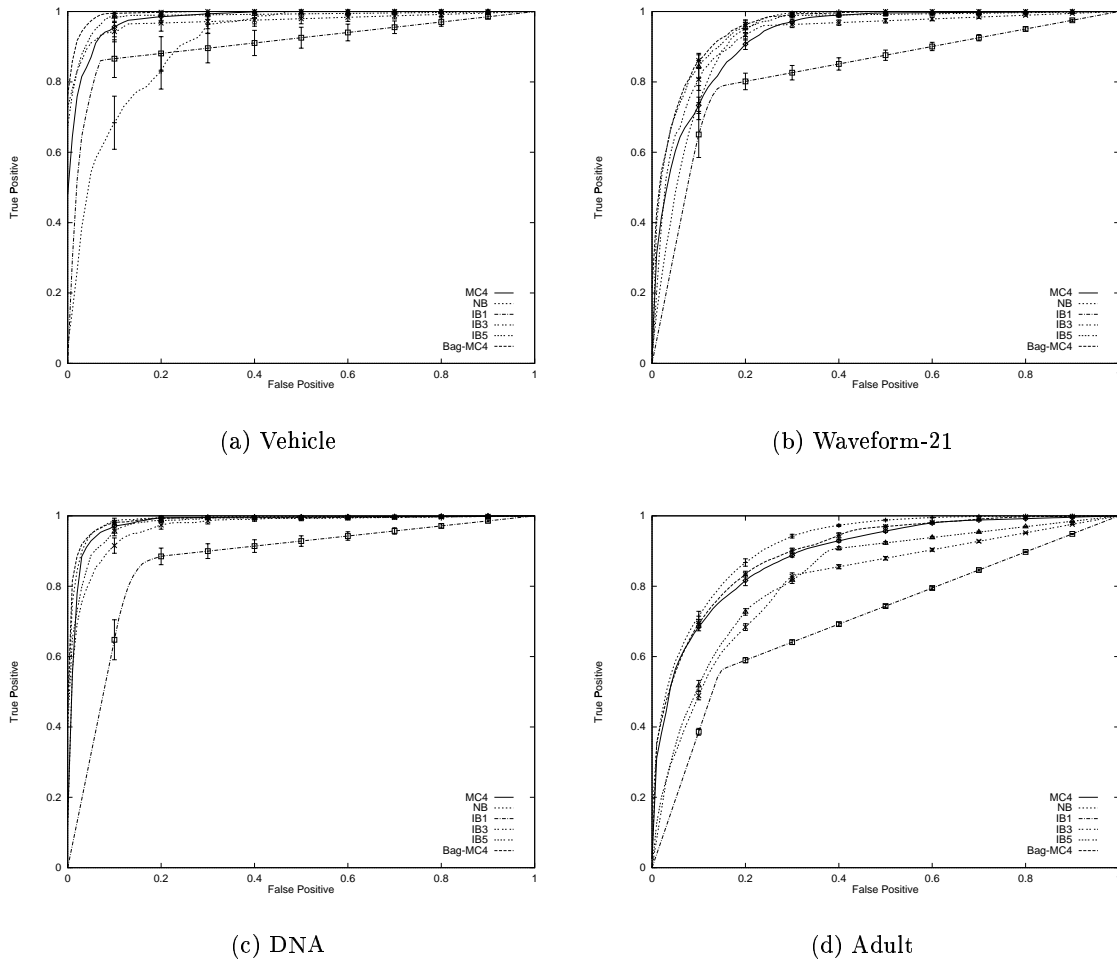 1
0.8
0.6
0.4
0.2
0
True Positive
MC4
NB
IB1
IB3
IB5
Bag-MC4
0 0.2 0.4 0.6 0.8 1
False Positive
(a) Vehicle
1
0.8
0.6
0.4
0.2
0
True Positive
MC4
NB
IB1
IB3
IB5
Bag-MC4
0 0.2 0.4 0.6 0.8
False Positive
(b) Waveform-21
1
0.8
0.6
0.4
0.2
0
True Positive
MC4
NB
IB1
IB3
IB5
Bag-MC4
0 0.2 0.4 0.6 0.8 1
False Positive
(c) DNA
1
0.8
0.6
0.4
0.2
0
True Positive
MC4
NB
IB1
IB3
IB5
Bag-MC4
0 0.2 0.4 0.6 0.8
False Positive
(d) Adult